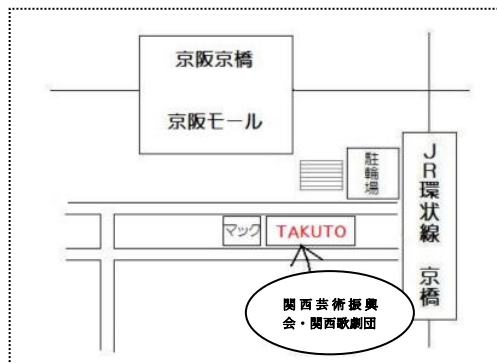 京阪京橋
京阪モール
駐輪場
JR環状線 京橋
マック
TAKUTO
関西芸術振興
会・関西歌劇団